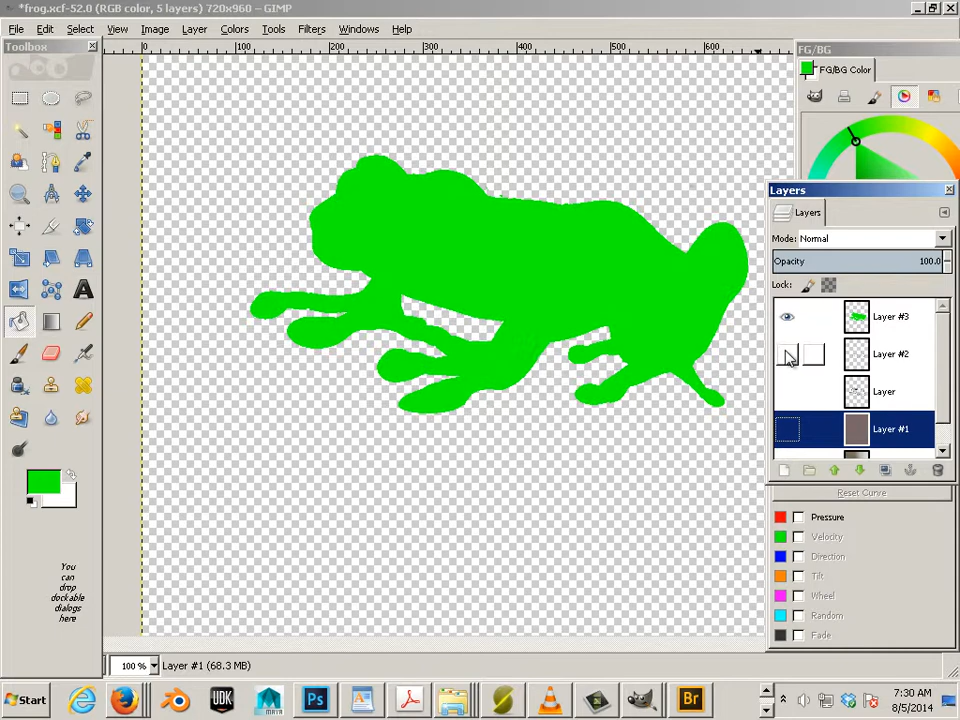 *frog.xcf-52.0 (RGB color, 5 layers) 720x960 – GIMP
File Edit Select View Image Layer Colors Tools Filters Windows Help
Toolbox
0 100 200 300 400 500 600
FG/BG
FG/BG Color
Layers
Layers
Mode: Normal
Opacity 100.0
Lock:
Layer #3
Layer #2
Layer
Layer #1
Reset Curve
Pressure
Velocity
Direction
Tilt
Wheel
Random
Fade
You
can
drop
dockable
dialogs
here
100 % Layer #1 (68.3 MB)
Start UDK MAYA Ps Br 7:30 AM
8/5/2014